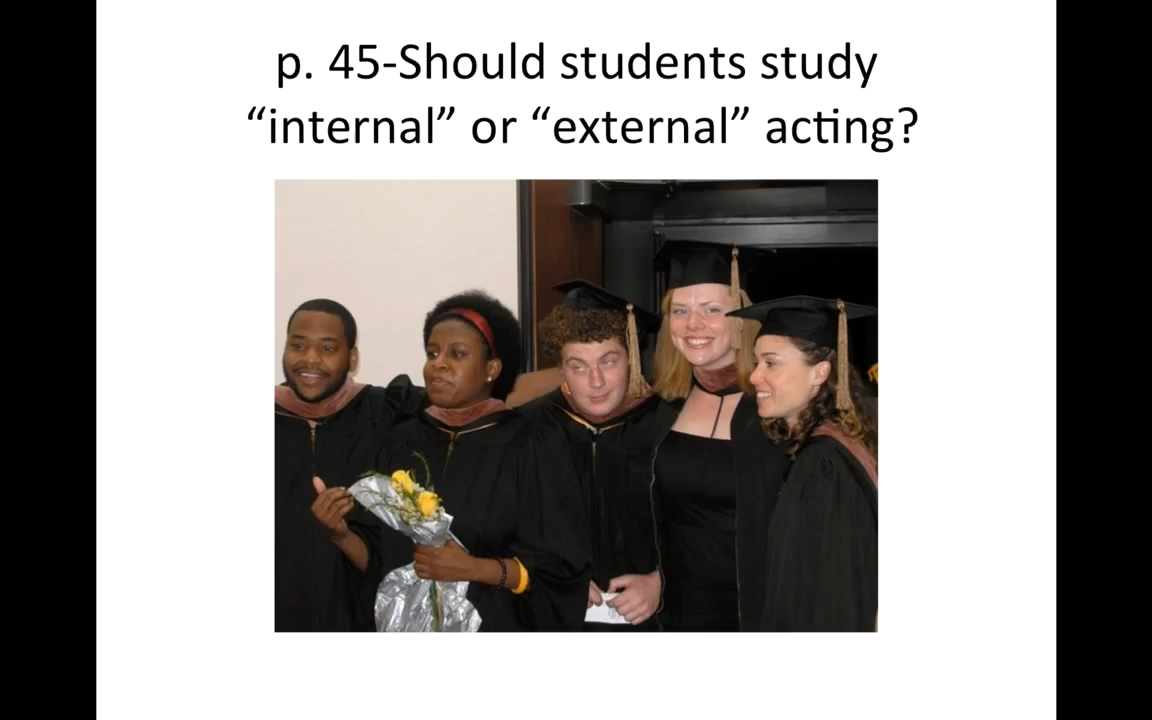 p. 45-Should students study
“internal” or “external” acting?